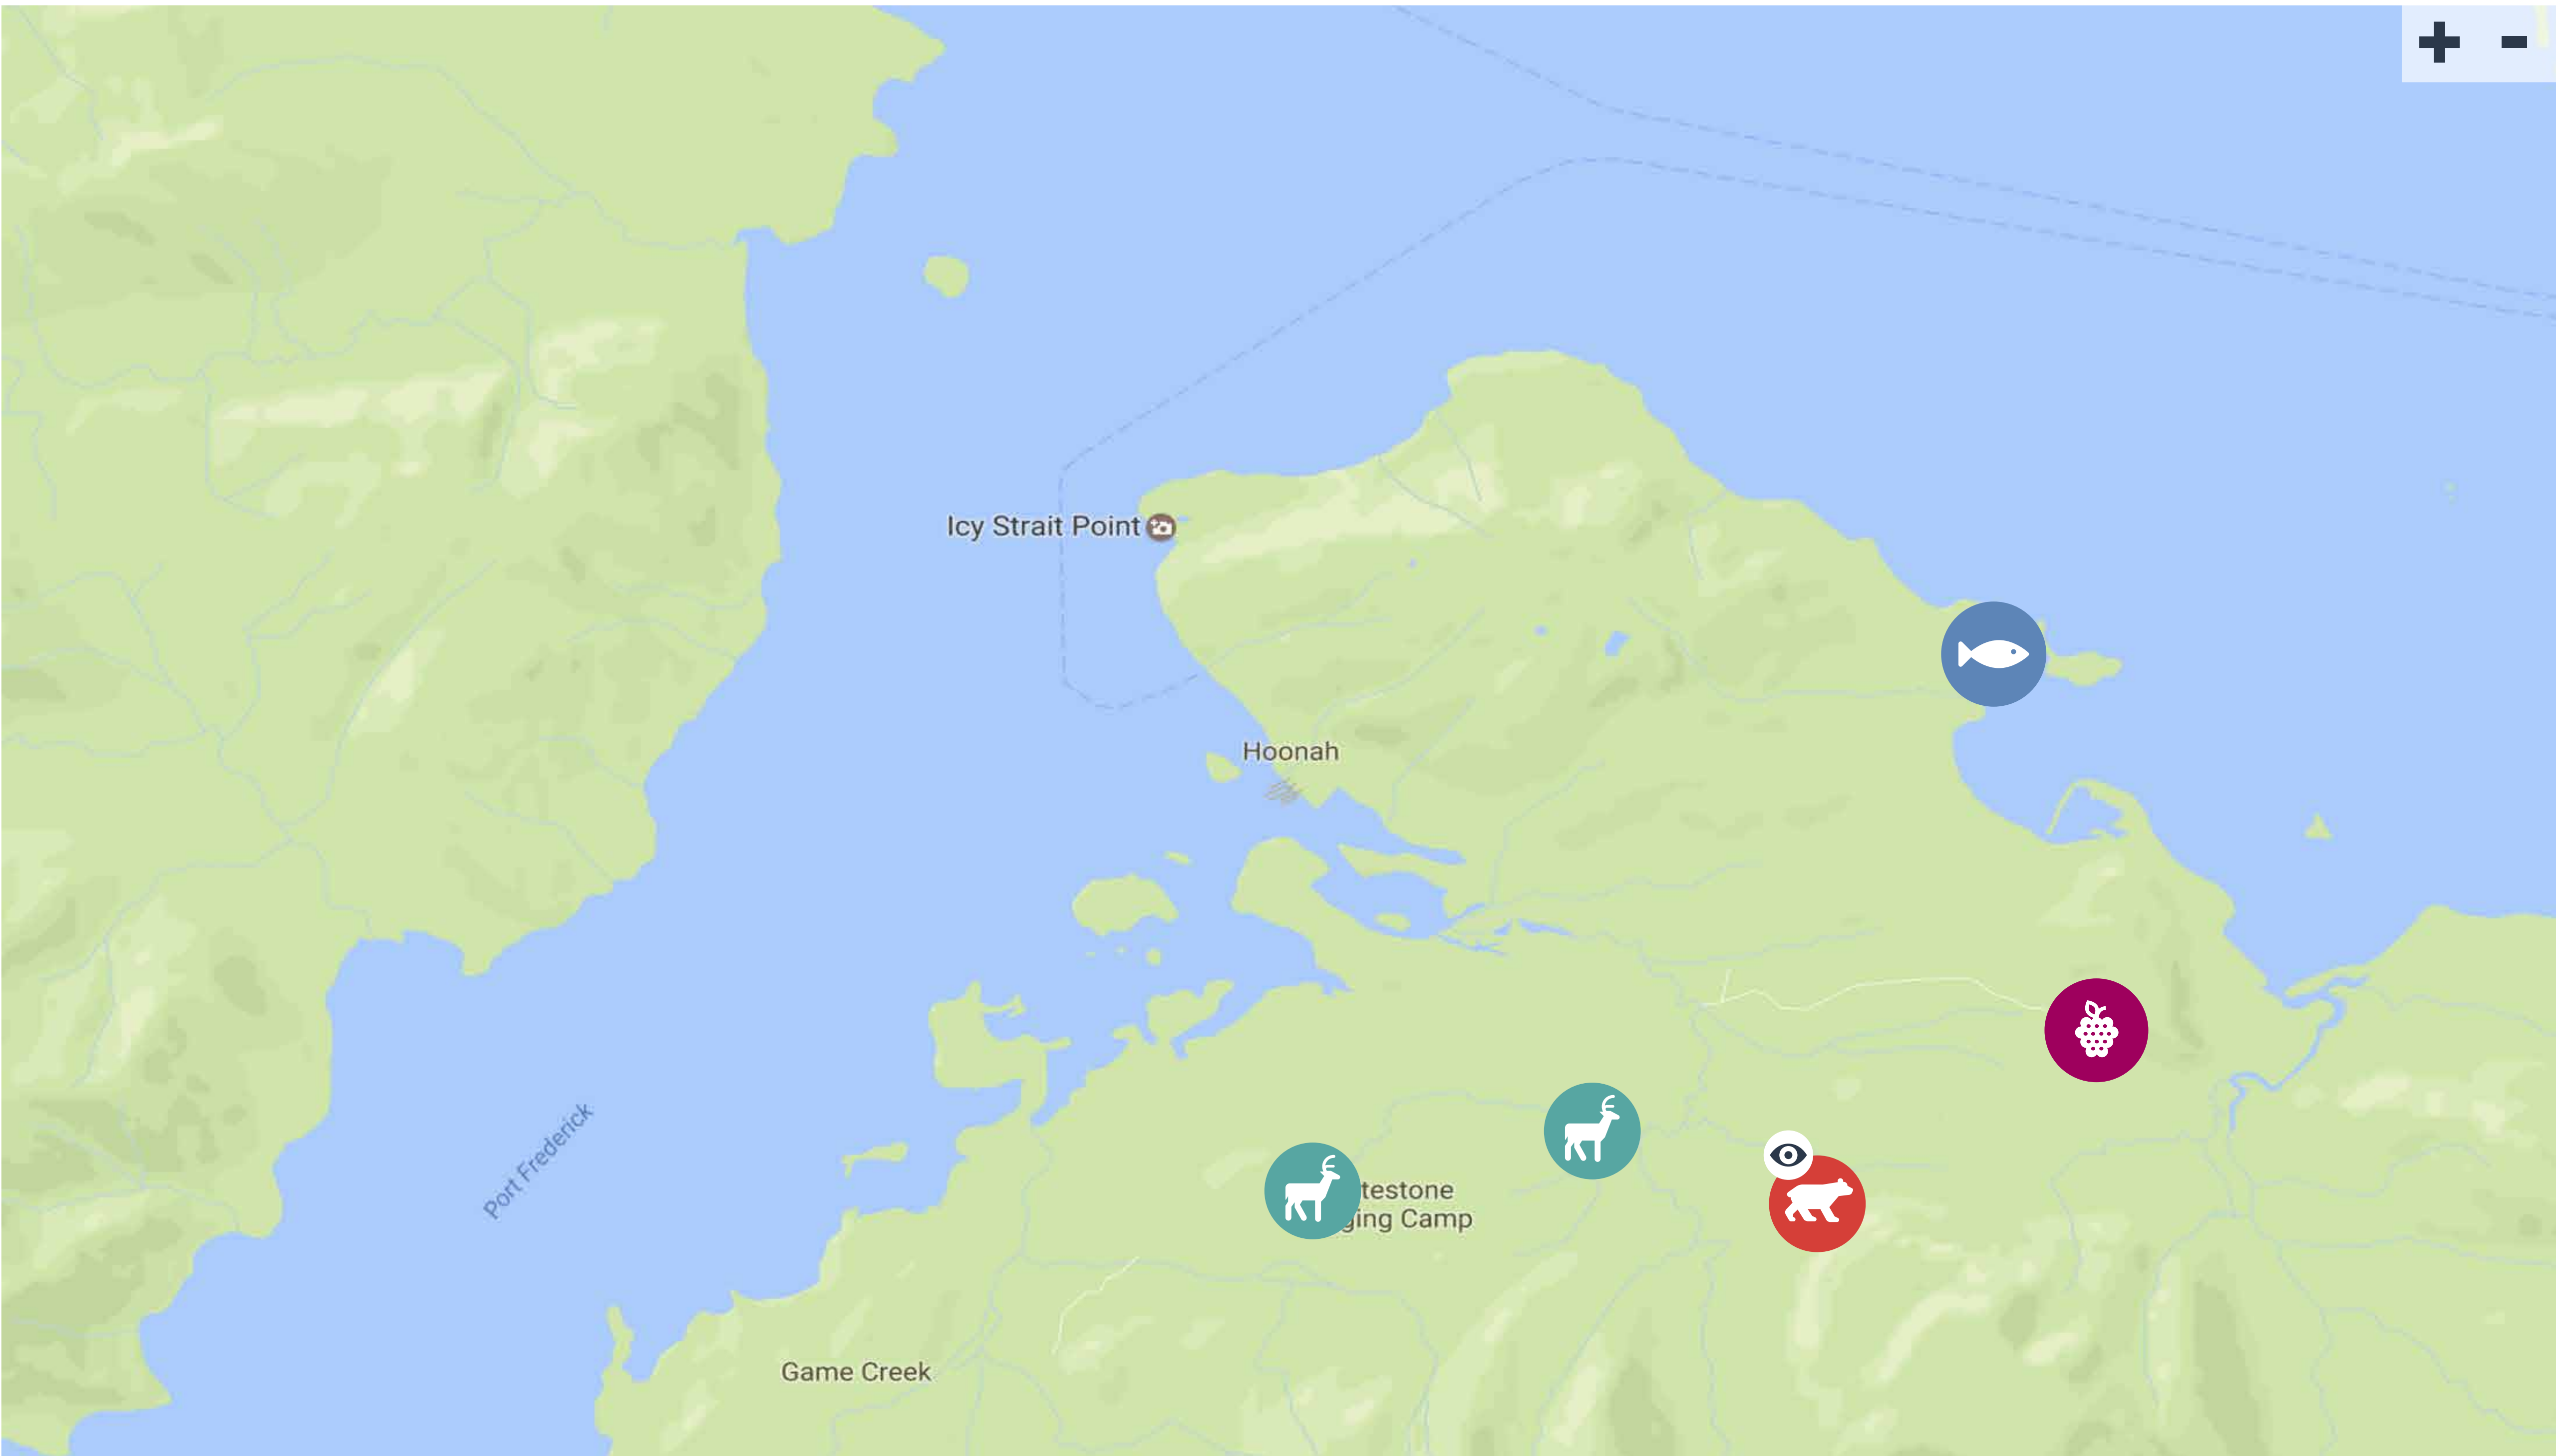 Icy Strait Point
Hoonah
Port Frederick
testone
ging Camp
Game Creek